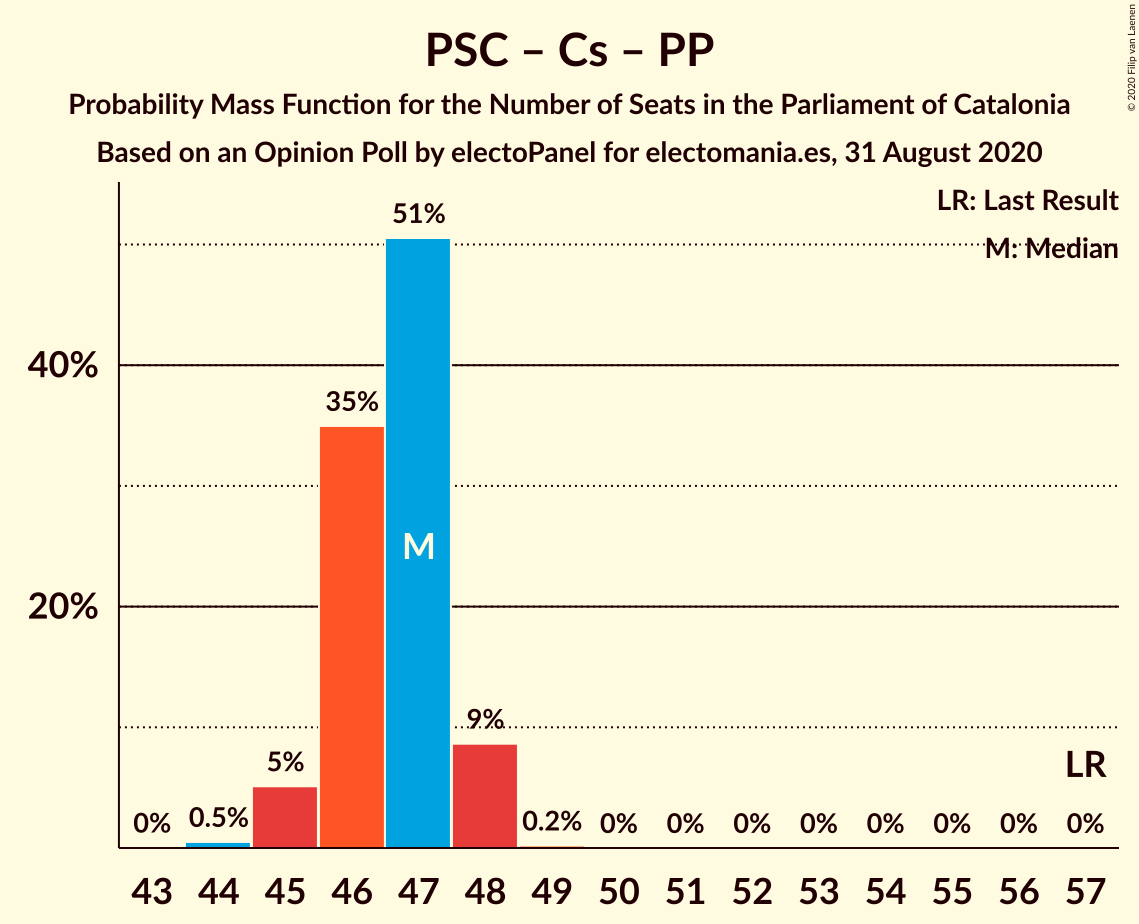 PSC – Cs – PP
Probability Mass Function for the Number of Seats in the Parliament of Catalonia
Based on an Opinion Poll by electoPanel for electomania.es, 31 August 2020
© 2020 Filip van Laenen
LR: Last Result
M: Median
51%
40%
35%
M
20%
9%
5%
LR
0% 0.5% 0.2% 0% 0% 0% 0% 0% 0% 0% 0%
43 44 45 46 47 48 49 50 51 52 53 54 55 56 57